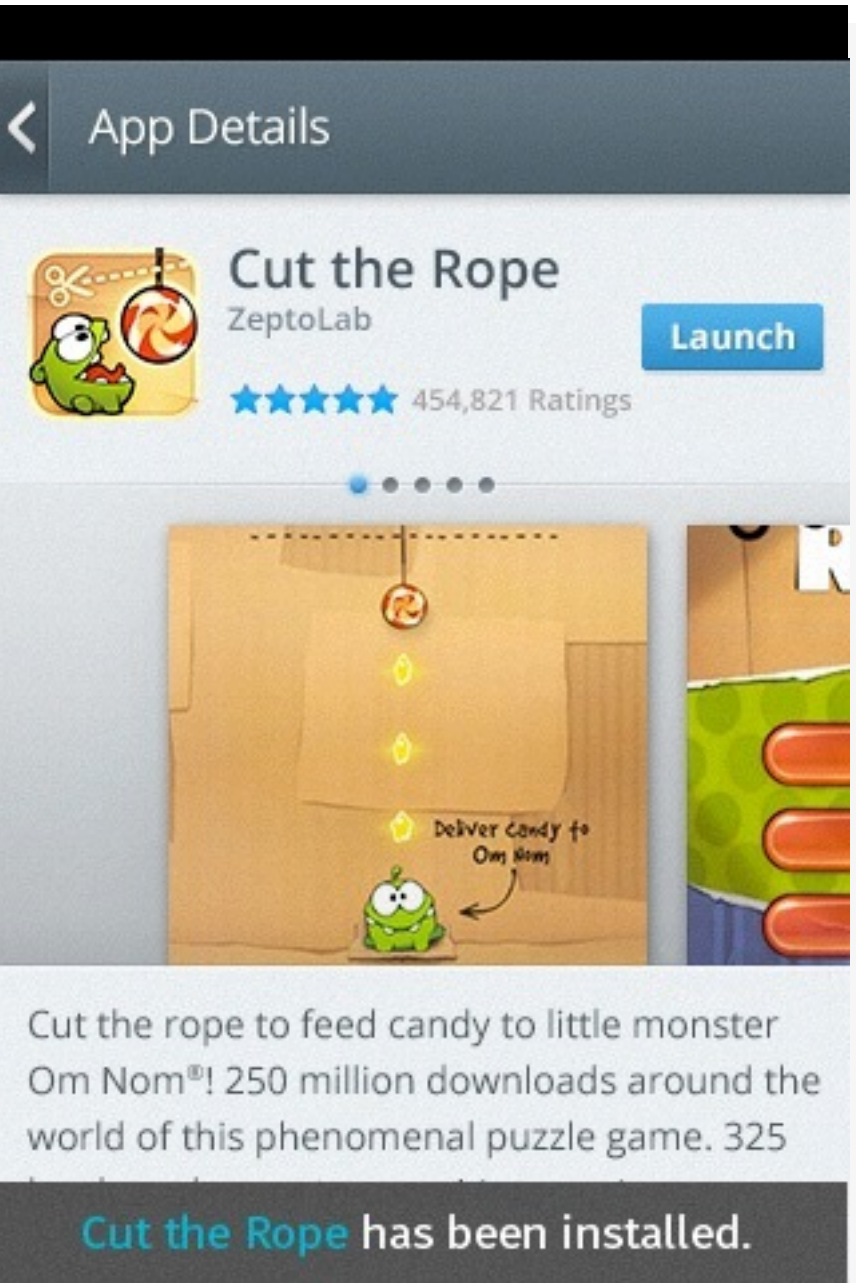 App Details
Cut the Rope
ZeptoLab
Launch
454,821 Ratings
R
Deliver candy to
Om Nom
Cut the rope to feed candy to little monster
Om Nom®! 250 million downloads around the
world of this phenomenal puzzle game. 325
Cut the Rope has been installed.